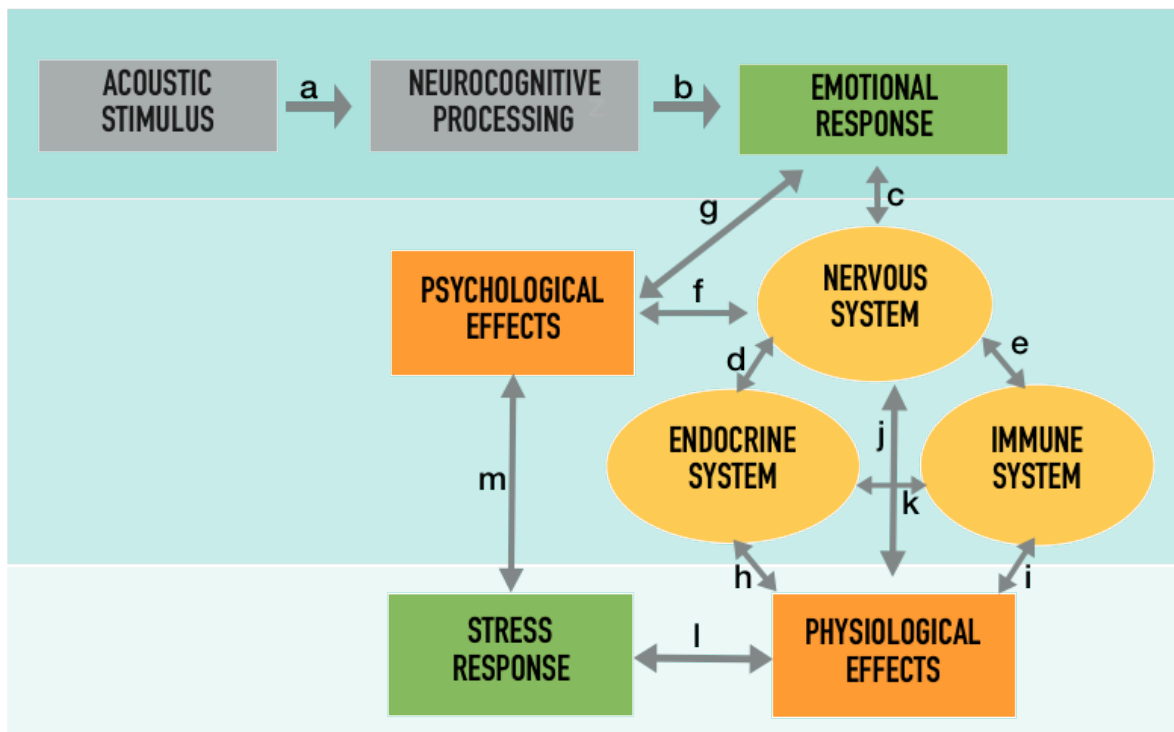 ACOUSTIC
STIMULUS
a
NEUROCOGNITIVE
PROCESSING
z
b
EMOTIONAL
RESPONSE
g
c
PSYCHOLOGICAL
EFFECTS
f
NERVOUS
SYSTEM
d
e
ENDOCRINE
SYSTEM
j
IMMUNE
SYSTEM
m
k
h
i
STRESS
RESPONSE
l
PHYSIOLOGICAL
EFFECTS